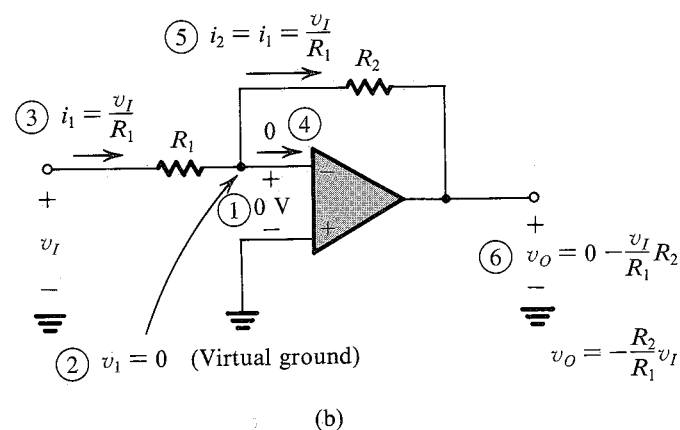 ⑤ i₂ = i₁ = v_I/R₁
R₂
③ i₁ = v_I/R₁
R₁
0 ④
+ −
① 0 V
− +
+
v_I
−
+
⑥ v_O = 0 − v_I/R₁ R₂
−
② v₁ = 0 (Virtual ground)
v_O = −R₂/R₁ v_I
(b)